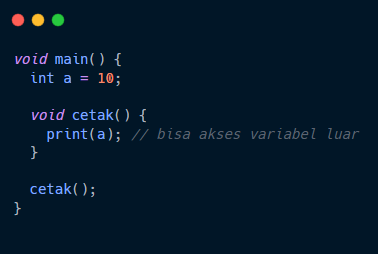 void main() {
  int a = 10;

  void cetak() {
    print(a); // bisa akses variabel luar
  }

  cetak();
}